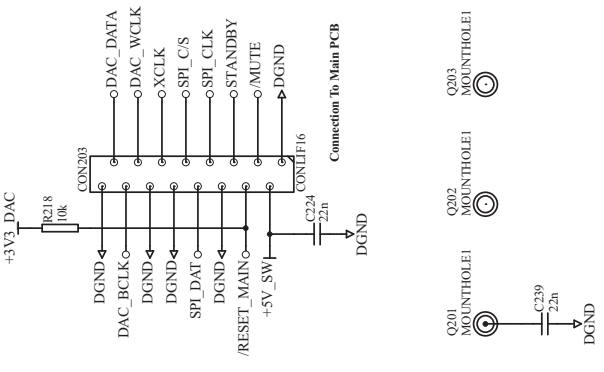 +3V3_DAC
R218
10k
CON203
DAC_DATA
DAC_WCLK
XCLK
SPI_C/S
SPI_CLK
STANDBY
/MUTE
DGND
DGND
DAC_BCLK
DGND
DGND
SPI_DAT
DGND
/RESET_MAIN
+5V_SW
CONLIF16
Connection To Main PCB
C224
22n
DGND
Q201
MOUNTHOLE1
C239
22n
DGND
Q202
MOUNTHOLE1
Q203
MOUNTHOLE1